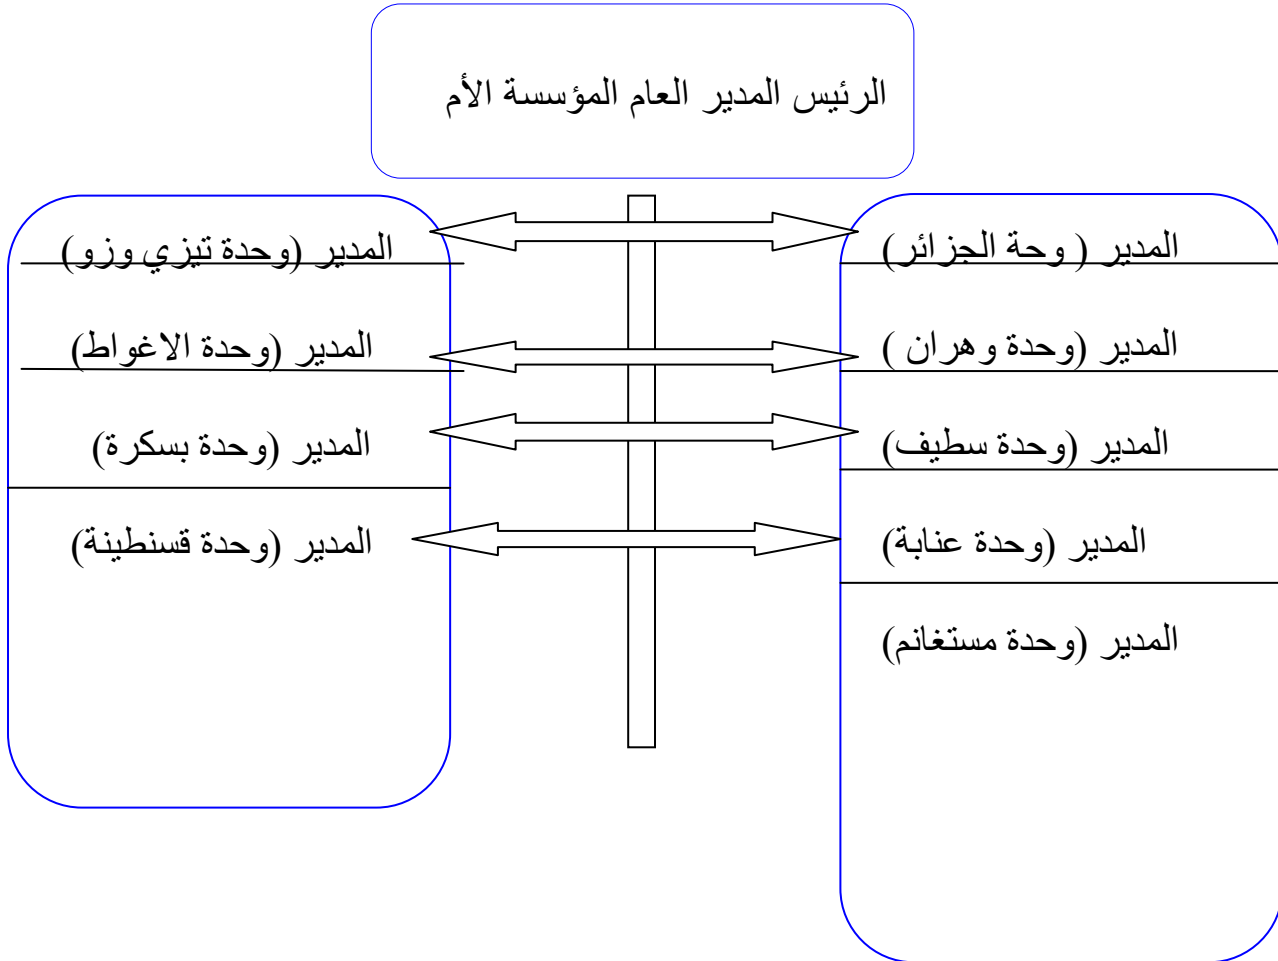 الرئيس المدير العام المؤسسة الأم
المدير ( وحة الجزائر)
المدير (وحدة وهران )
المدير (وحدة سطيف)
المدير (وحدة عنابة)
المدير (وحدة مستغانم)
المدير (وحدة تيزي وزو)
المدير (وحدة الاغواط)
المدير (وحدة بسكرة)
المدير (وحدة قسنطينة)